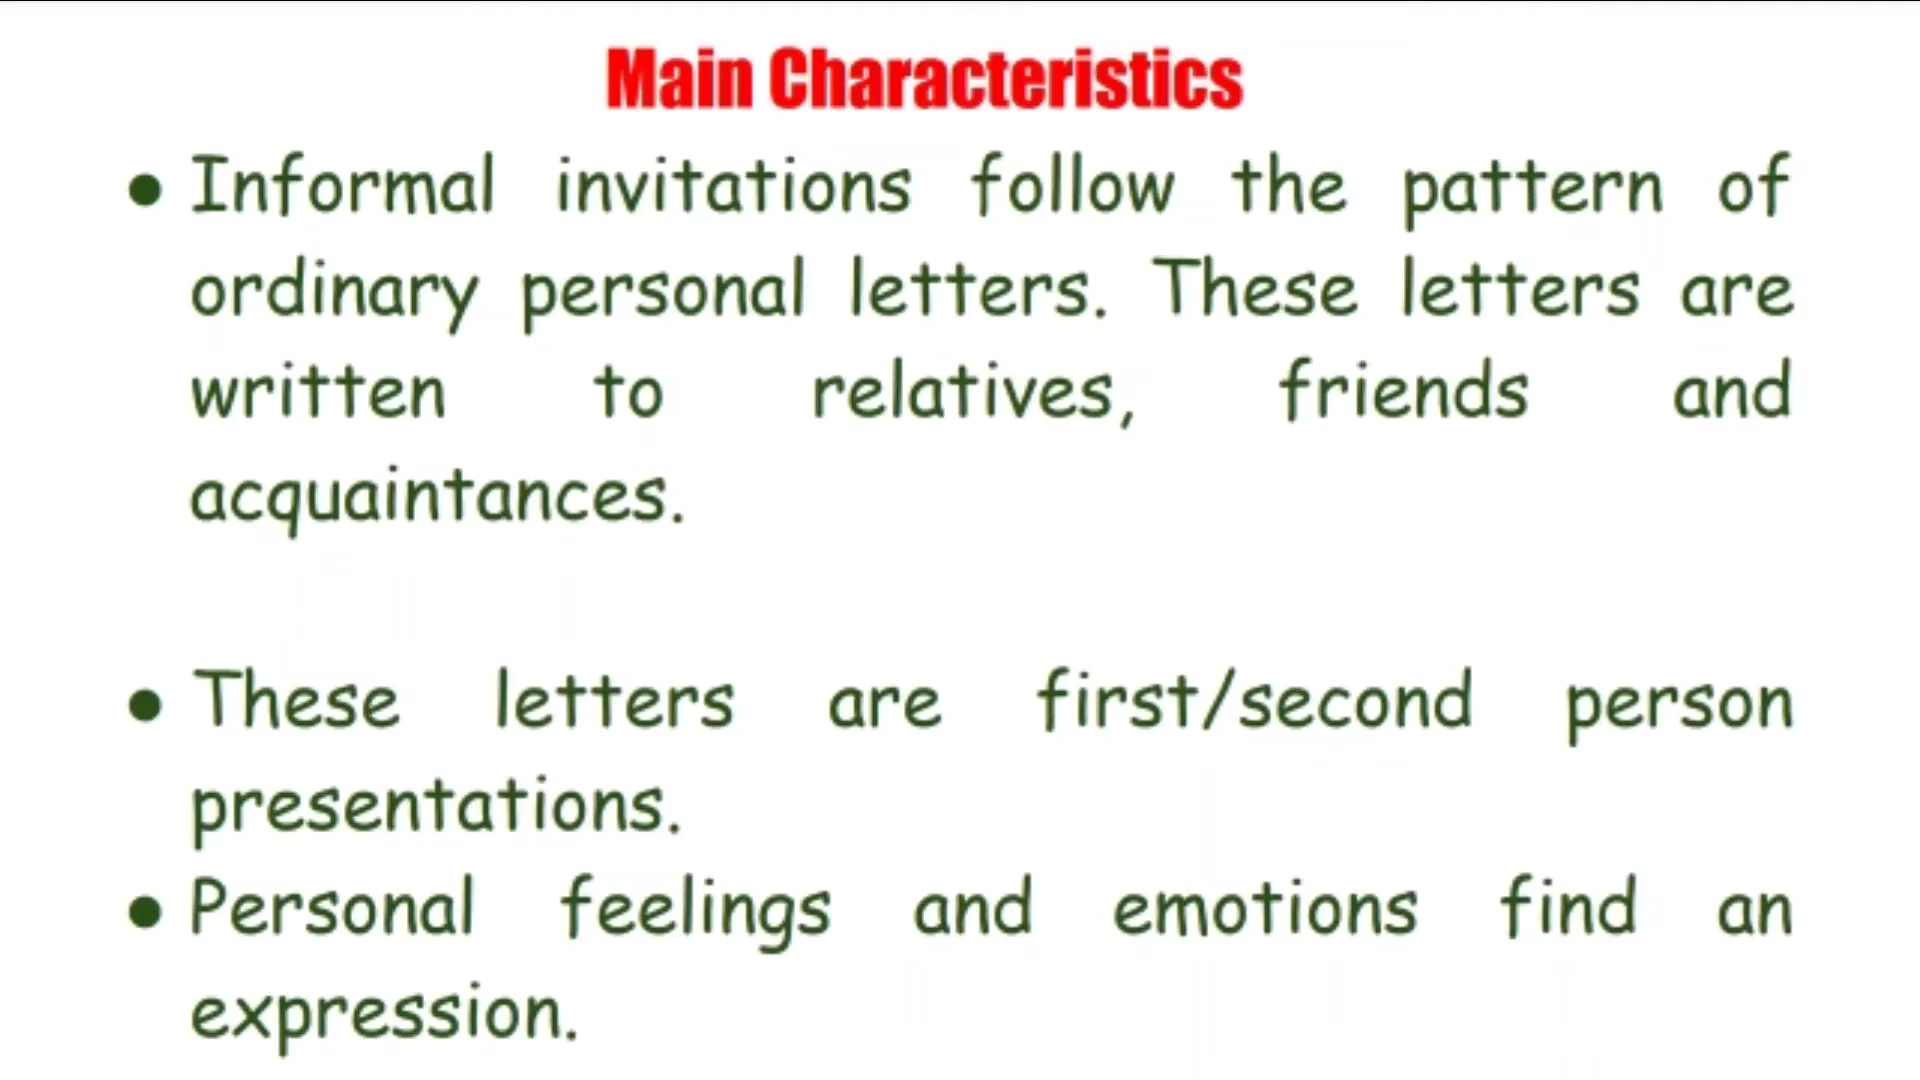 Main Characteristics
● Informal invitations follow the pattern of
ordinary personal letters. These letters are
written to relatives, friends and
acquaintances.
● These letters are first/second person
presentations.
● Personal feelings and emotions find an
expression.